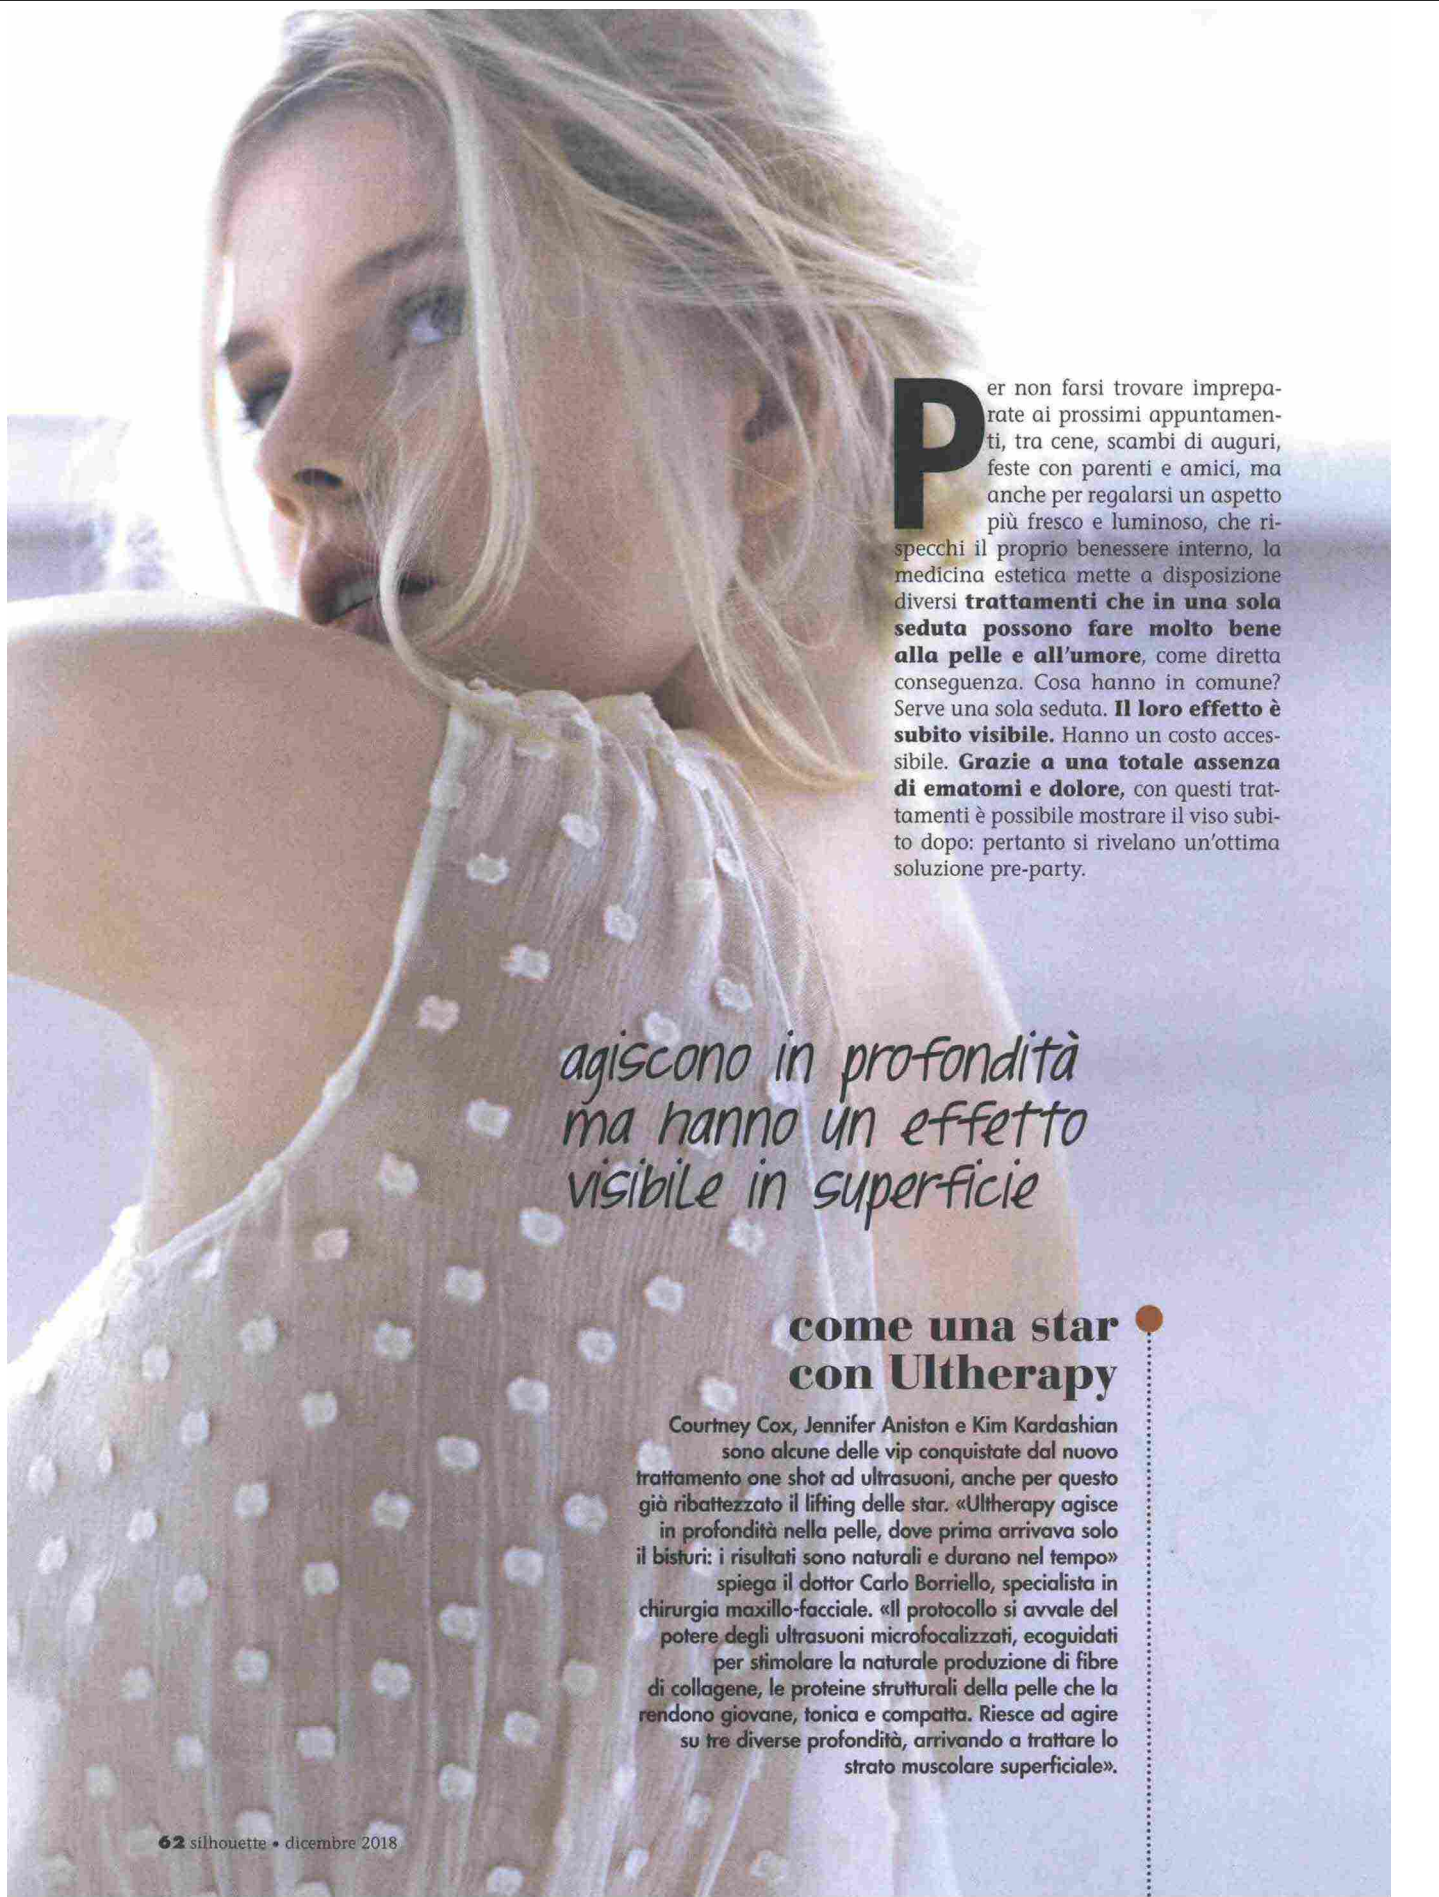 Per non farsi trovare imprepa-
rate ai prossimi appuntamen-
ti, tra cene, scambi di auguri,
feste con parenti e amici, ma
anche per regalarsi un aspetto
più fresco e luminoso, che ri-
specchi il proprio benessere interno, la
medicina estetica mette a disposizione
diversi trattamenti che in una sola
seduta possono fare molto bene
alla pelle e all'umore, come diretta
conseguenza. Cosa hanno in comune?
Serve una sola seduta. Il loro effetto è
subito visibile. Hanno un costo acces-
sibile. Grazie a una totale assenza
di ematomi e dolore, con questi trat-
tamenti è possibile mostrare il viso subi-
to dopo: pertanto si rivelano un'ottima
soluzione pre-party.
agiscono in profondità
ma hanno un effetto
visibile in superficie
come una star
con Ultherapy
Courtney Cox, Jennifer Aniston e Kim Kardashian
sono alcune delle vip conquistate dal nuovo
trattamento one shot ad ultrasuoni, anche per questo
già ribattezzato il lifting delle star. «Ultherapy agisce
in profondità nella pelle, dove prima arrivava solo
il bisturi: i risultati sono naturali e durano nel tempo»
spiega il dottor Carlo Borriello, specialista in
chirurgia maxillo-facciale. «Il protocollo si avvale del
potere degli ultrasuoni microfocalizzati, ecoguidati
per stimolare la naturale produzione di fibre
di collagene, le proteine strutturali della pelle che la
rendono giovane, tonica e compatta. Riesce ad agire
su tre diverse profondità, arrivando a trattare lo
strato muscolare superficiale».
62 silhouette • dicembre 2018